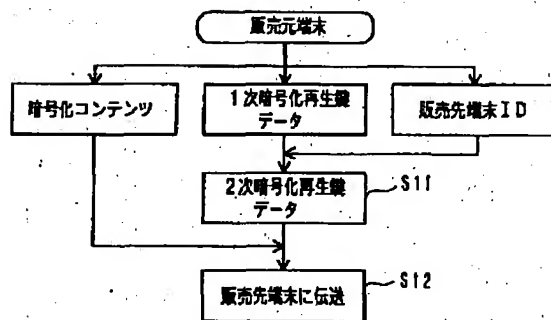 販売元端末
暗号化コンテンツ
1次暗号化再生鍵
データ
販売先端末ID
2次暗号化再生鍵
データ
S11
販売先端末に伝送
S12